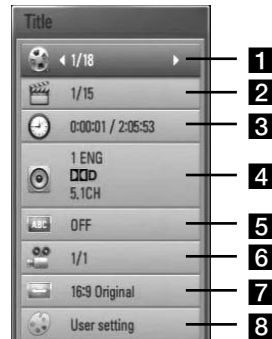 Title
1/18
1
1/15
2
0:00:01 / 2:05:53
3
1 ENG
D
5.1CH
4
ABC
OFF
5
1/1
6
16:9 Original
7
User setting
8